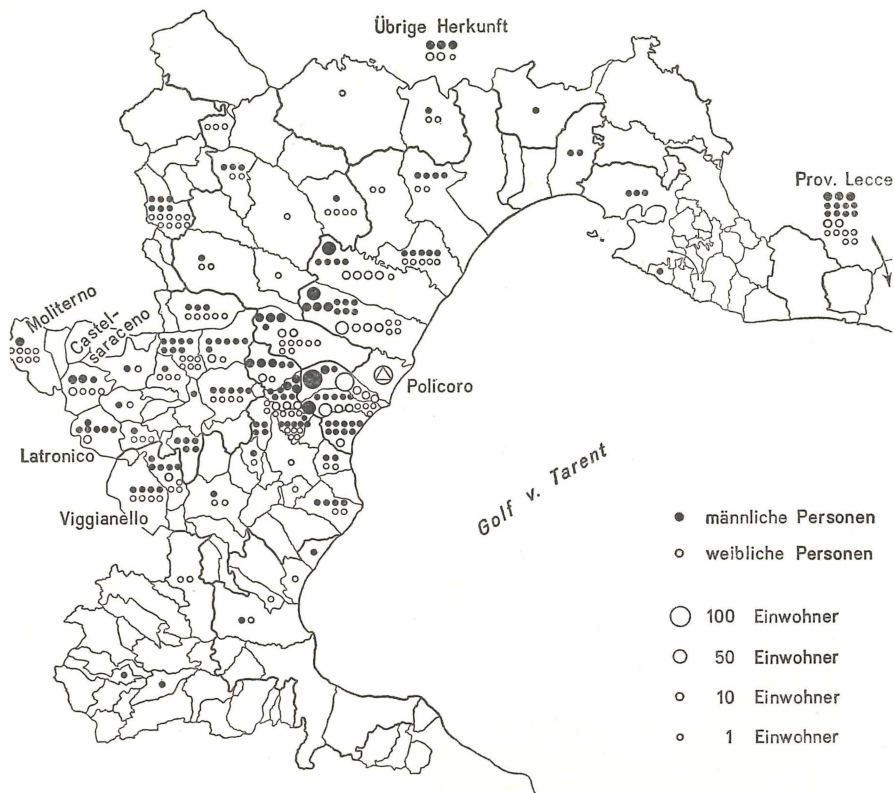 Übrige Herkunft
Prov. Lecce
Moliterno
Castel-
saraceno
Polícoro
Latronico
Viggianello
Golf v. Tarent
männliche Personen
weibliche Personen
100 Einwohner
50 Einwohner
10 Einwohner
1 Einwohner